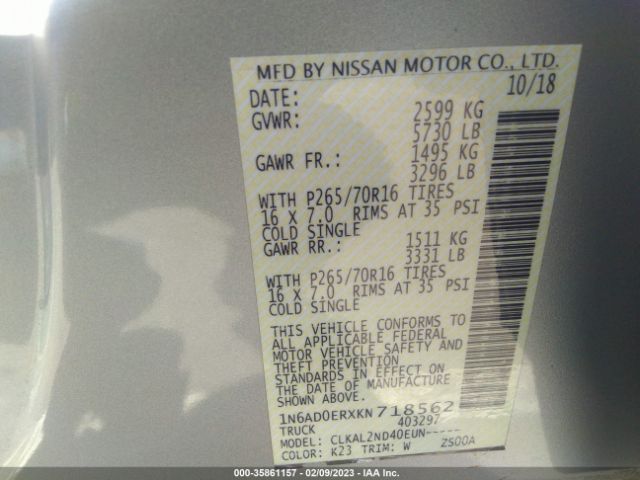 MFD BY NISSAN MOTOR CO., LTD.
DATE: 10/18
GVWR: 2599 KG
5730 LB
GAWR FR.: 1495 KG
3296 LB
WITH P265/70R16 TIRES
16 X 7.0 RIMS AT 35 PSI
COLD SINGLE
GAWR RR.: 1511 KG
3331 LB
WITH P265/70R16 TIRES
16 X 7.0 RIMS AT 35 PSI
COLD SINGLE
THIS VEHICLE CONFORMS TO
ALL APPLICABLE FEDERAL
MOTOR VEHICLE SAFETY AND
THEFT PREVENTION
STANDARDS IN EFFECT ON
THE DATE OF MANUFACTURE
SHOWN ABOVE.
1N6AD0ERXKN718562
TRUCK 403297
MODEL: CLKAL2ND40EUN-----
COLOR: K23 TRIM: W ZS00A
000-35861157 - 02/09/2023 - IAA Inc.